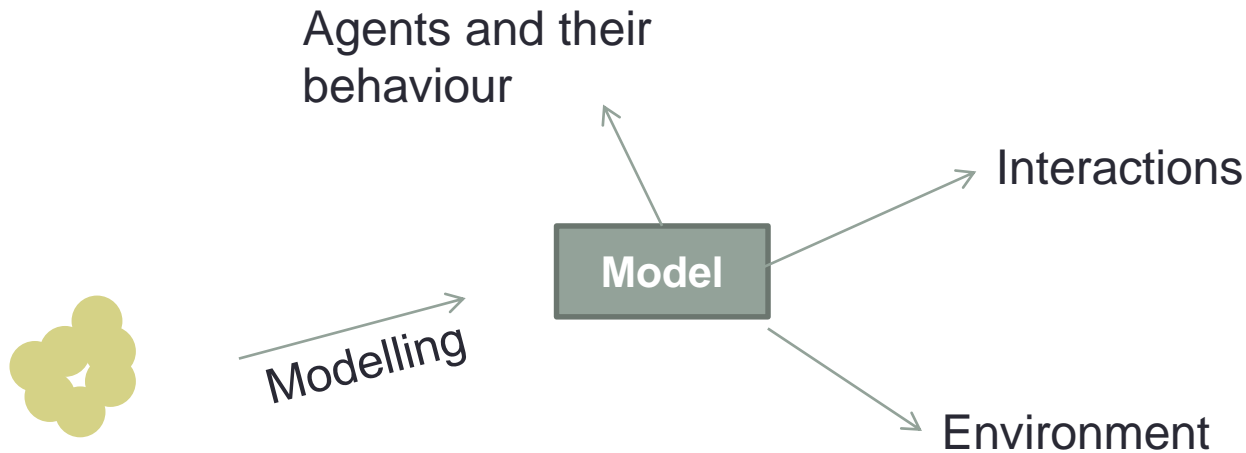 Agents and their
behaviour
Interactions
Model
Modelling
Environment